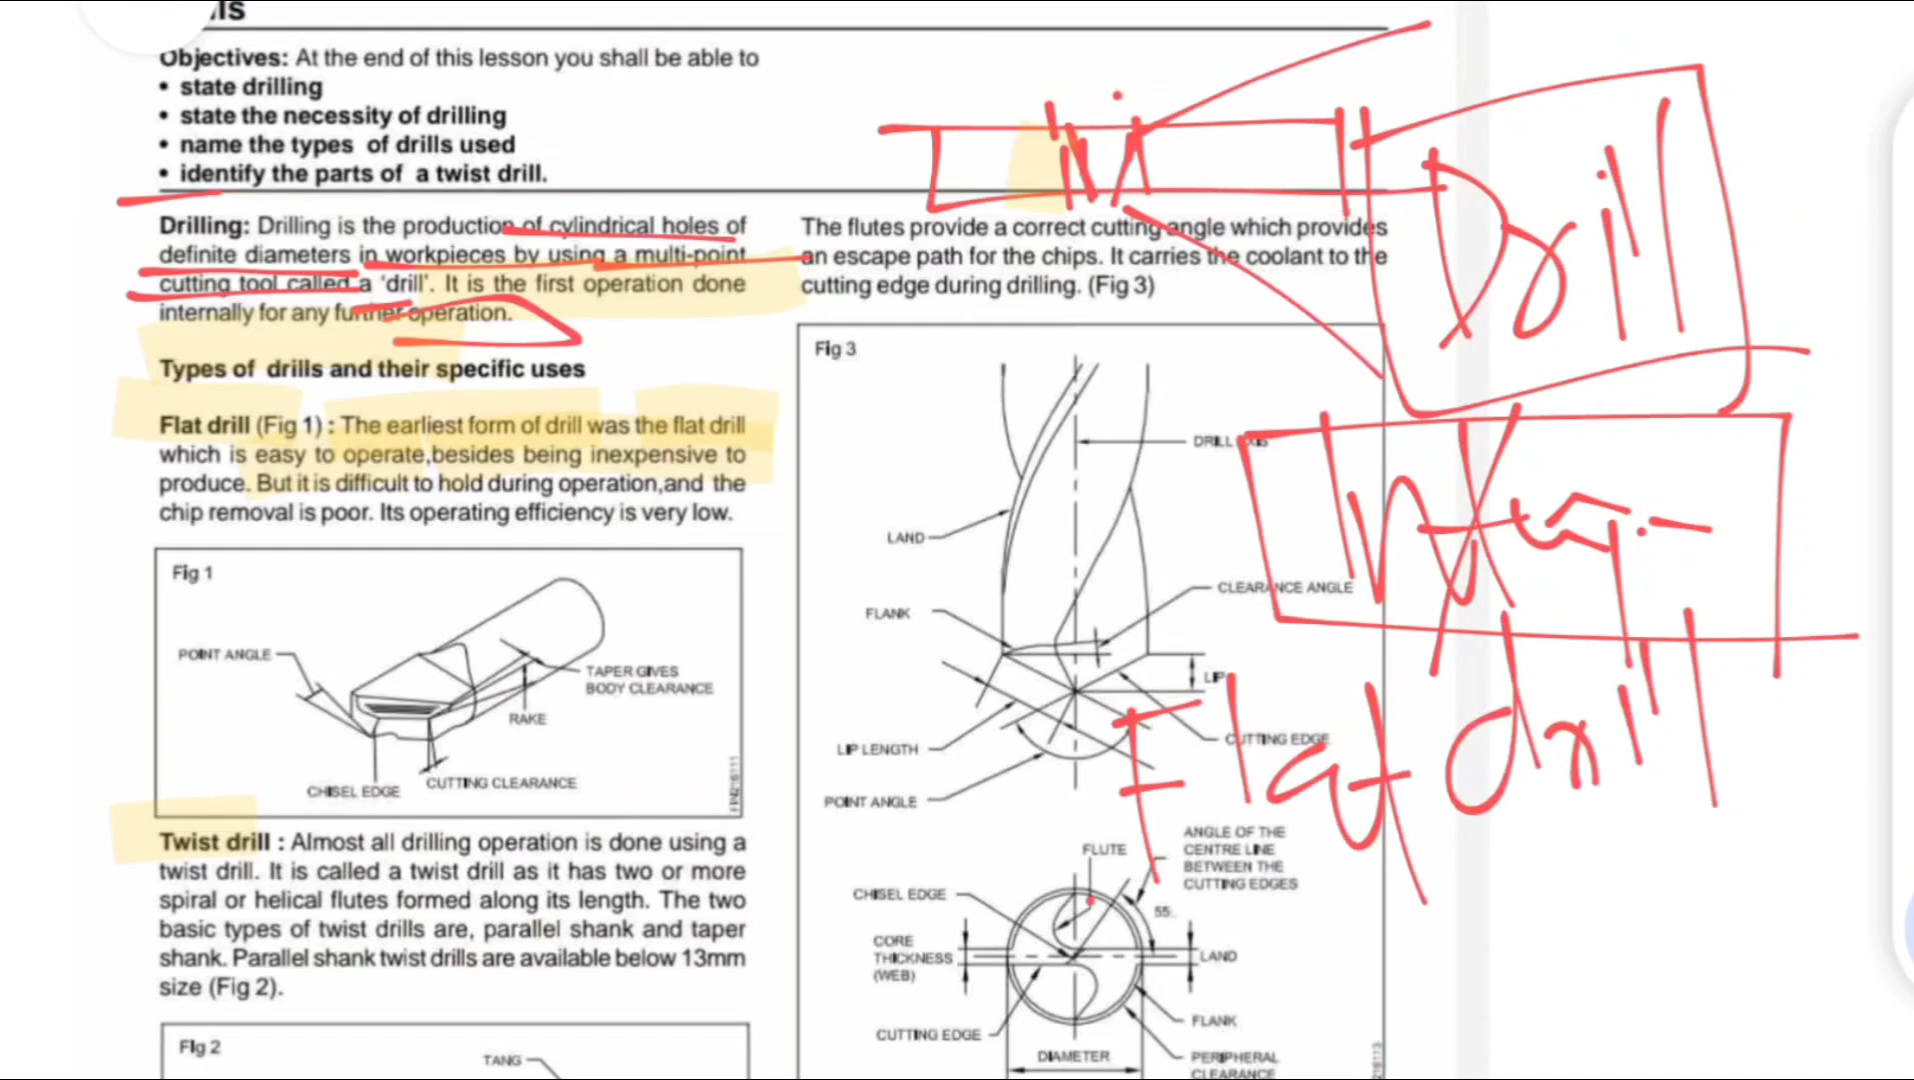 Objectives: At the end of this lesson you shall be able to
• state drilling
• state the necessity of drilling
• name the types of drills used
• identify the parts of a twist drill.
Drilling: Drilling is the production of cylindrical holes of
definite diameters in workpieces by using a multi-point
cutting tool called a 'drill'. It is the first operation done
internally for any further operation.
Types of drills and their specific uses
Flat drill (Fig 1) : The earliest form of drill was the flat drill
which is easy to operate,besides being inexpensive to
produce. But it is difficult to hold during operation,and the
chip removal is poor. Its operating efficiency is very low.
Fig 1
POINT ANGLE
TAPER GIVES
BODY CLEARANCE
RAKE
CHISEL EDGE
CUTTING CLEARANCE
Twist drill : Almost all drilling operation is done using a
twist drill. It is called a twist drill as it has two or more
spiral or helical flutes formed along its length. The two
basic types of twist drills are, parallel shank and taper
shank. Parallel shank twist drills are available below 13mm
size (Fig 2).
Fig 2
TANG
The flutes provide a correct cutting angle which provides
an escape path for the chips. It carries the coolant to the
cutting edge during drilling. (Fig 3)
Fig 3
DRILL
LAND
CLEARANCE ANGLE
FLANK
LIP
CUTTING EDGE
LIP LENGTH
POINT ANGLE
FLUTE
ANGLE OF THE
CENTRE LINE
BETWEEN THE
CUTTING EDGES
CHISEL EDGE
55
CORE
THICKNESS
(WEB)
LAND
CUTTING EDGE
FLANK
DIAMETER
PERIPHERAL
CLEARANCE
Drill
Flat drill